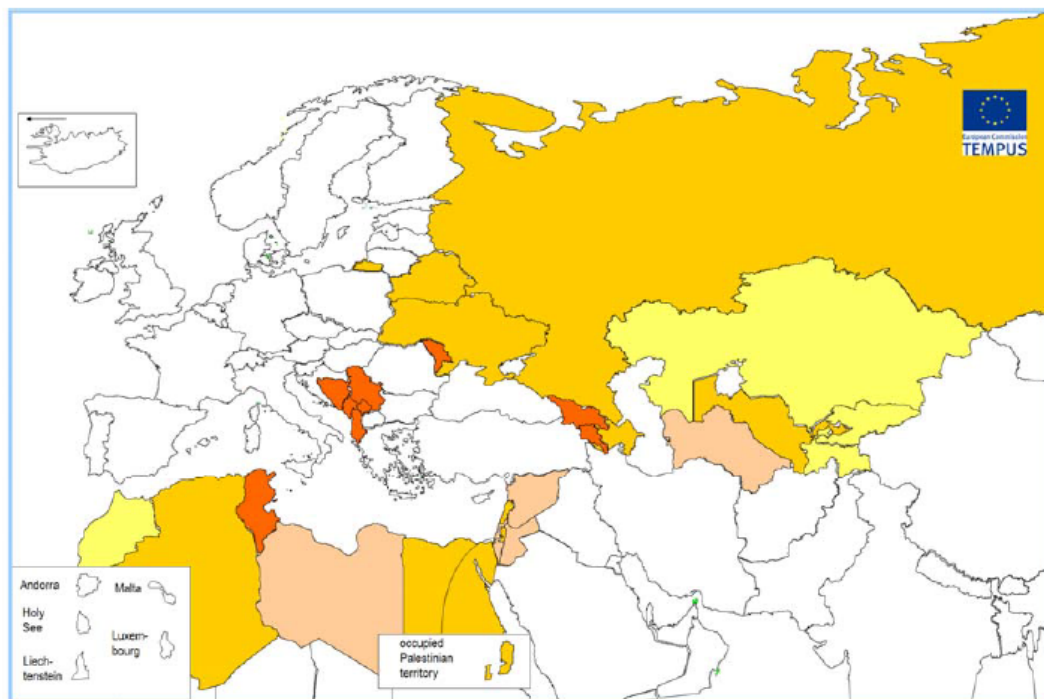 European Commission
TEMPUS
Andorra
Malta
Holy
See
Luxem-
bourg
Liech-
tenstein
occupied
Palestinian
territory